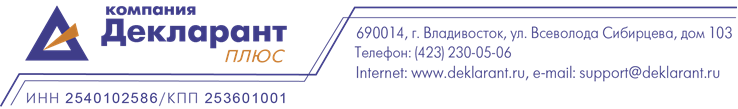 компания
Декларант
ПЛЮС
690014, г. Владивосток, ул. Всеволода Сибирцева, дом 103
Телефон: (423) 230-05-06
Internet: www.deklarant.ru, e-mail: support@deklarant.ru
ИНН 2540102586/КПП 253601001